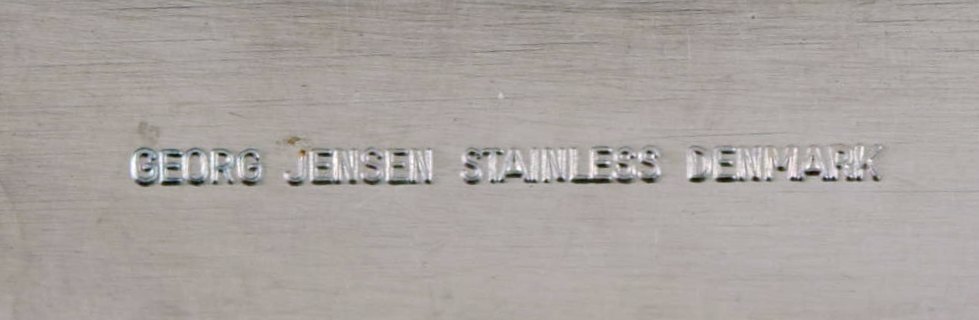 GEORG JENSEN STAINLESS DENMARK